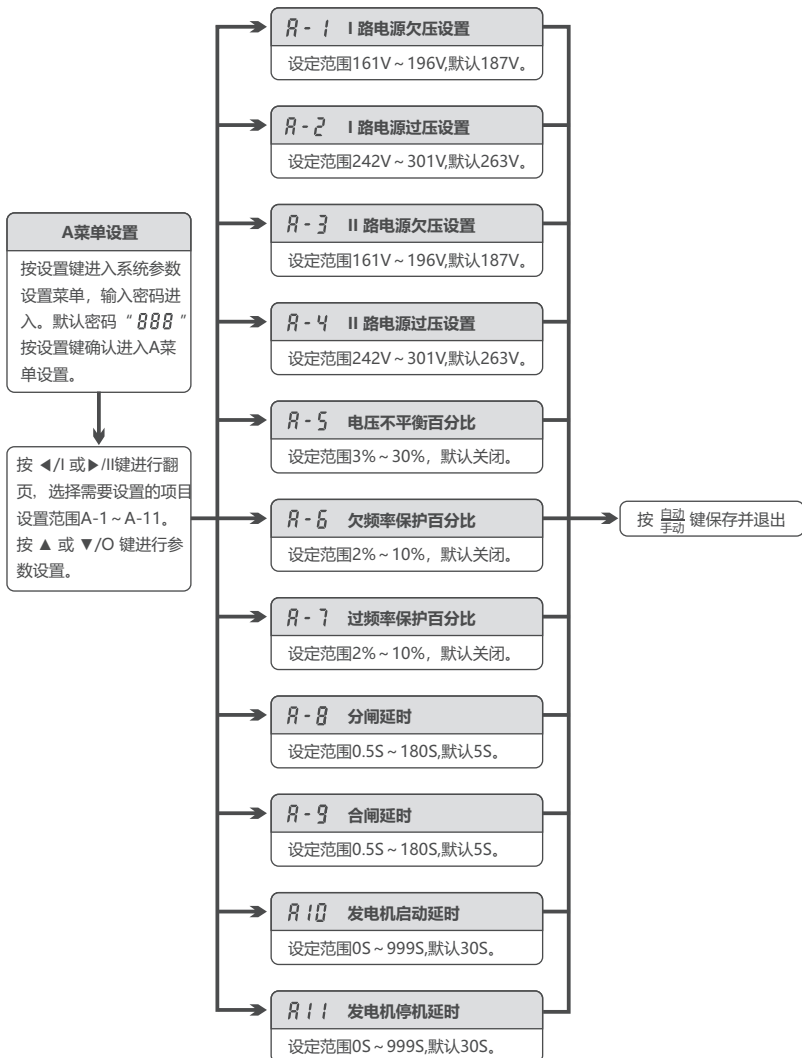 A菜单设置
按设置键进入系统参数
设置菜单，输入密码进
入。默认密码“888”
按设置键确认进入A菜
单设置。
按 ◀/I 或▶/II键进行翻
页，选择需要设置的项目
设置范围A-1～A-11。
按 ▲ 或 ▼/O 键进行参
数设置。
A-1 I 路电源欠压设置
设定范围161V～196V,默认187V。
A-2 I 路电源过压设置
设定范围242V～301V,默认263V。
A-3 II 路电源欠压设置
设定范围161V～196V,默认187V。
A-4 II 路电源过压设置
设定范围242V～301V,默认263V。
A-5 电压不平衡百分比
设定范围3%～30%，默认关闭。
A-6 欠频率保护百分比
设定范围2%～10%，默认关闭。
A-7 过频率保护百分比
设定范围2%～10%，默认关闭。
A-8 分闸延时
设定范围0.5S～180S,默认5S。
A-9 合闸延时
设定范围0.5S～180S,默认5S。
A10 发电机启动延时
设定范围0S～999S,默认30S。
A11 发电机停机延时
设定范围0S～999S,默认30S。
按 自动/手动 键保存并退出